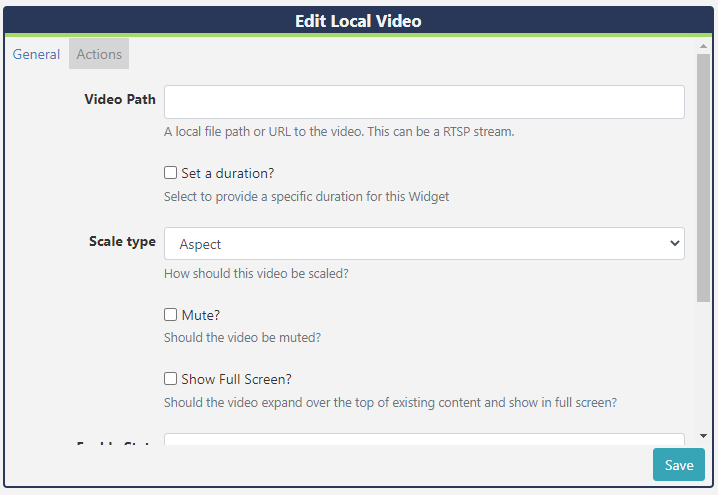 Edit Local Video
General Actions
Video Path
A local file path or URL to the video. This can be a RTSP stream.
Set a duration?
Select to provide a specific duration for this Widget
Scale type Aspect
How should this video be scaled?
Mute?
Should the video be muted?
Show Full Screen?
Should the video expand over the top of existing content and show in full screen?
Save